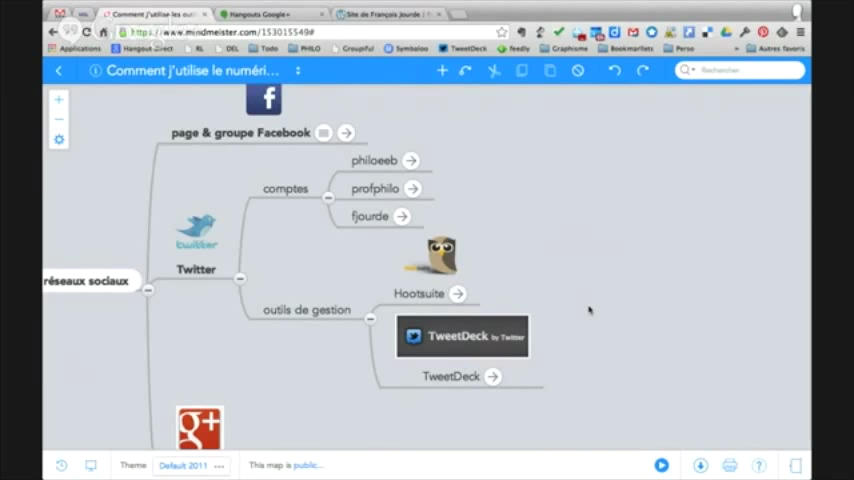 Comment j'utilise les outi
Hangouts Google+
Site de François Jourde | P
https://www.mindmeister.com/153015549#
Applications
Hangout Direct
RL
DEL
Todo
PHILO
Groupiful
Symbaloo
TweetDeck
feedly
Graphisme
Bookmarklets
Perso
Autres favoris
Comment j'utilise le numéri...
Rechercher
page & groupe Facebook
philoeeb
comptes
profphilo
fjourde
twitter
Twitter
réseaux sociaux
Hootsuite
outils de gestion
TweetDeck by Twitter
TweetDeck
g+
Theme
Default 2011
This map is public...